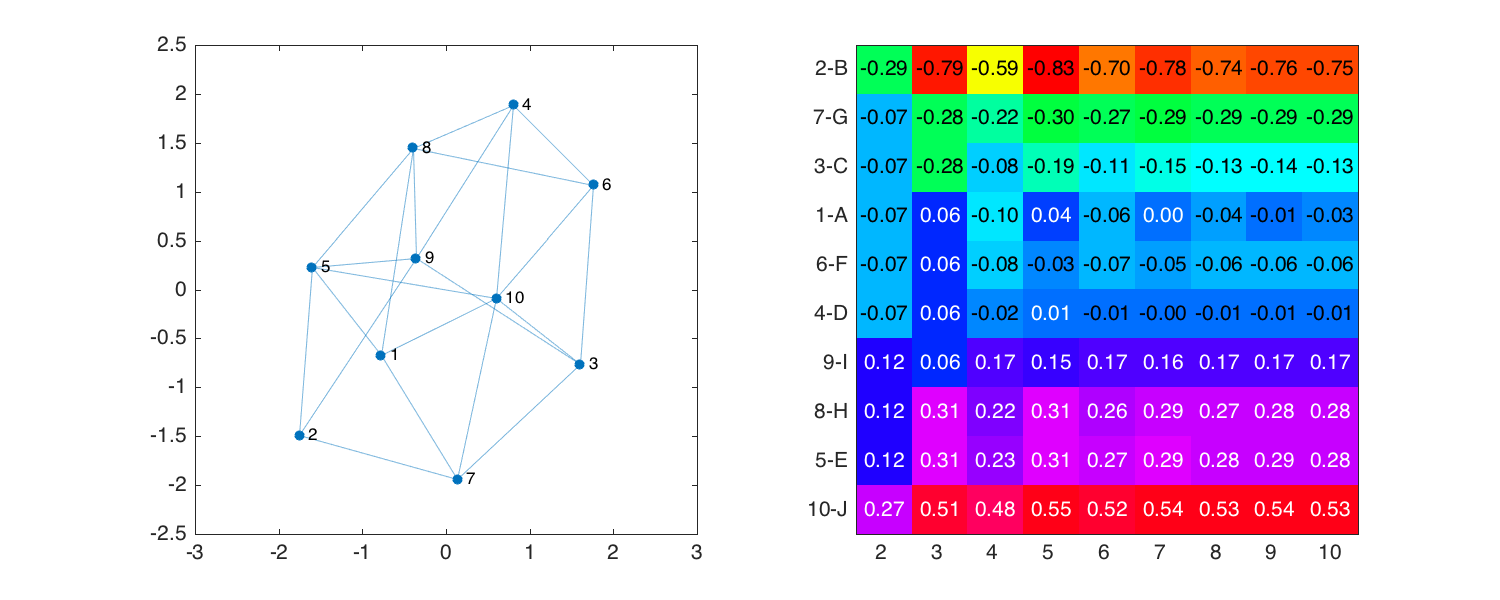 2.5
2
1.5
1
0.5
0
-0.5
-1
-1.5
-2
-2.5
-3 -2 -1 0 1 2 3
4
8
6
9
5
10
1
3
2
7
2-B -0.29 -0.79 -0.59 -0.83 -0.70 -0.78 -0.74 -0.76 -0.75
7-G -0.07 -0.28 -0.22 -0.30 -0.27 -0.29 -0.29 -0.29 -0.29
3-C -0.07 -0.28 -0.08 -0.19 -0.11 -0.15 -0.13 -0.14 -0.13
1-A -0.07 0.06 -0.10 0.04 -0.06 0.00 -0.04 -0.01 -0.03
6-F -0.07 0.06 -0.08 -0.03 -0.07 -0.05 -0.06 -0.06 -0.06
4-D -0.07 0.06 -0.02 0.01 -0.01 -0.00 -0.01 -0.01 -0.01
9-I 0.12 0.06 0.17 0.15 0.17 0.16 0.17 0.17 0.17
8-H 0.12 0.31 0.22 0.31 0.26 0.29 0.27 0.28 0.28
5-E 0.12 0.31 0.23 0.31 0.27 0.29 0.28 0.29 0.28
10-J 0.27 0.51 0.48 0.55 0.52 0.54 0.53 0.54 0.53
2 3 4 5 6 7 8 9 10